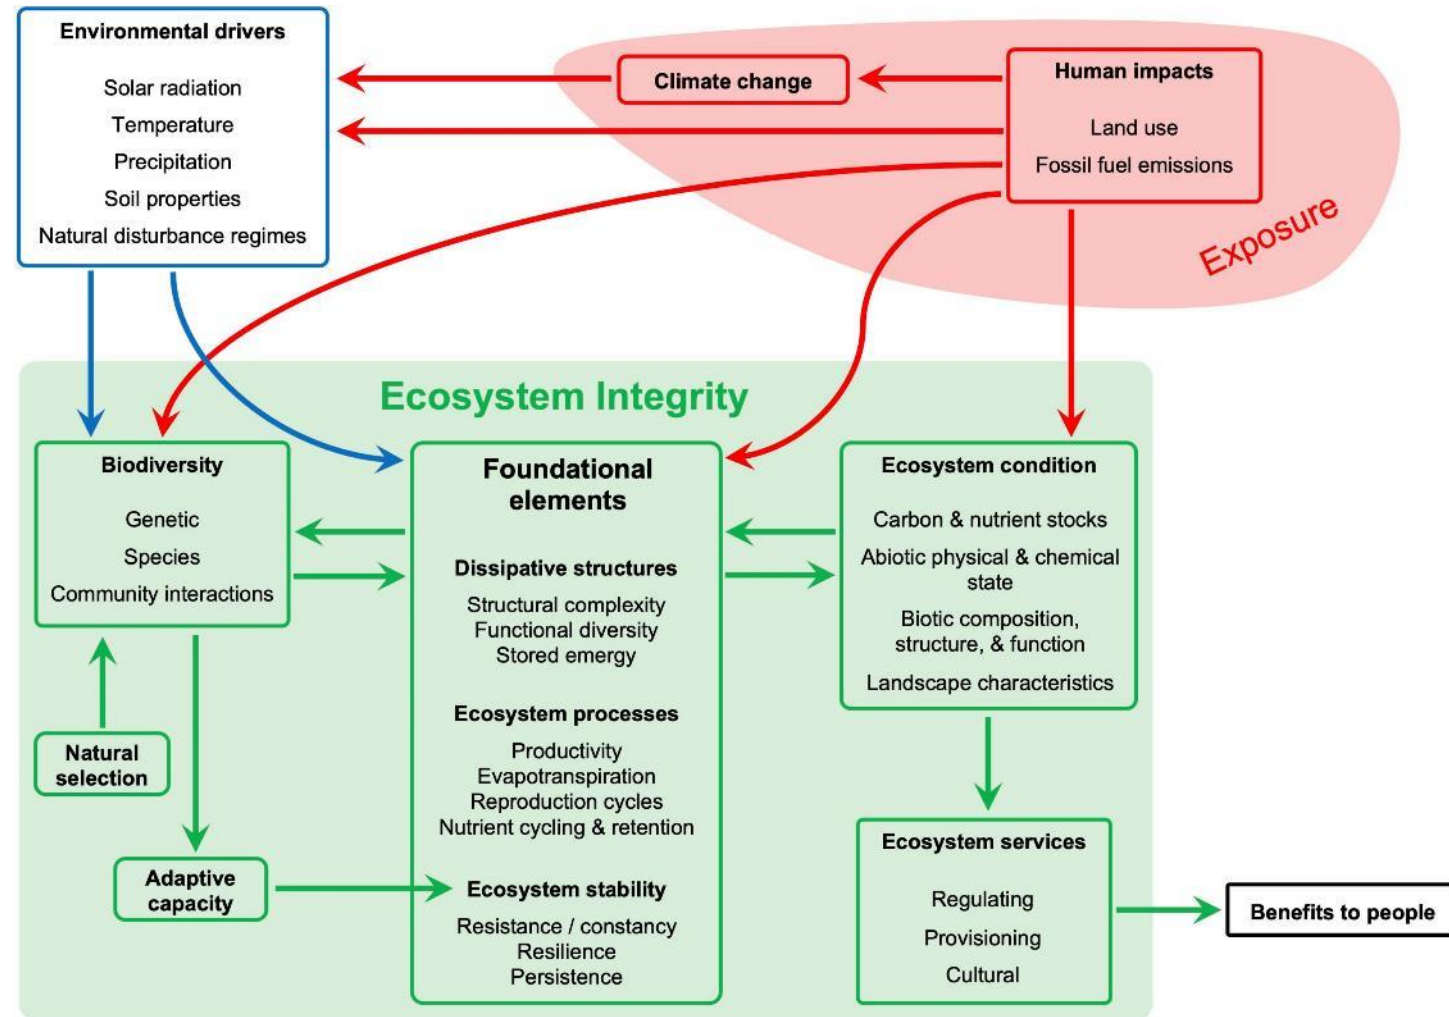 Environmental drivers
Solar radiation
Temperature
Precipitation
Soil properties
Natural disturbance regimes
Climate change
Human impacts
Land use
Fossil fuel emissions
Exposure
Ecosystem Integrity
Biodiversity
Genetic
Species
Community interactions
Natural
selection
Adaptive
capacity
Foundational
elements
Dissipative structures
Structural complexity
Functional diversity
Stored emergy
Ecosystem processes
Productivity
Evapotranspiration
Reproduction cycles
Nutrient cycling & retention
Ecosystem stability
Resistance / constancy
Resilience
Persistence
Ecosystem condition
Carbon & nutrient stocks
Abiotic physical & chemical
state
Biotic composition,
structure, & function
Landscape characteristics
Ecosystem services
Regulating
Provisioning
Cultural
Benefits to people